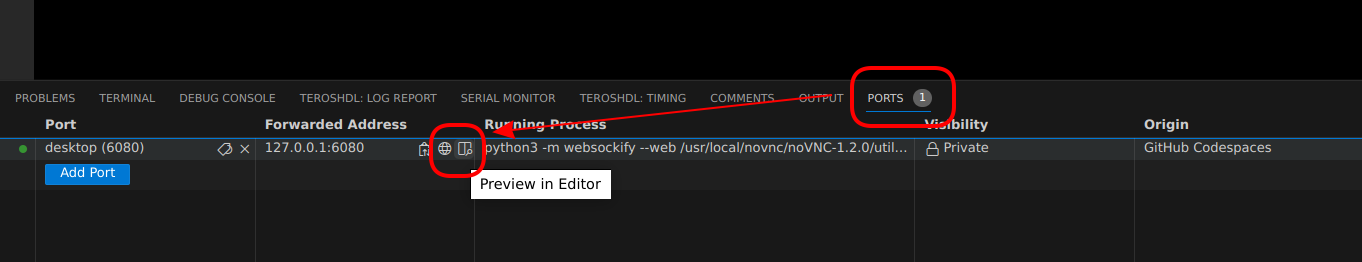 PROBLEMS TERMINAL DEBUG CONSOLE TEROSHDL: LOG REPORT SERIAL MONITOR TEROSHDL: TIMING COMMENTS OUTPUT PORTS 1
Port Forwarded Address Running Process Visibility Origin
desktop (6080) 127.0.0.1:6080 python3 -m websockify --web /usr/local/novnc/noVNC-1.2.0/util... Private GitHub Codespaces
Add Port
Preview in Editor